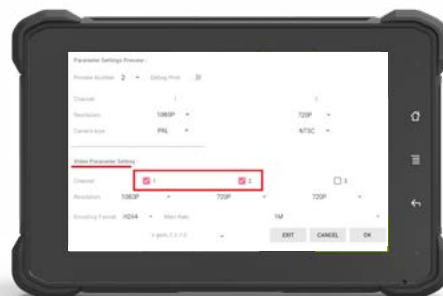 Parameter Settings Preview :
Preview Number 2 Debug Print
Channel 1 2
Resolution 1080P 720P
Camera type PAL NTSC
Video Parameter Setting :
Channel 1 2 3
Resolution 1080P 720P 720P
Encoding Format H264 Main Rate 1M
EXIT CANCEL OK